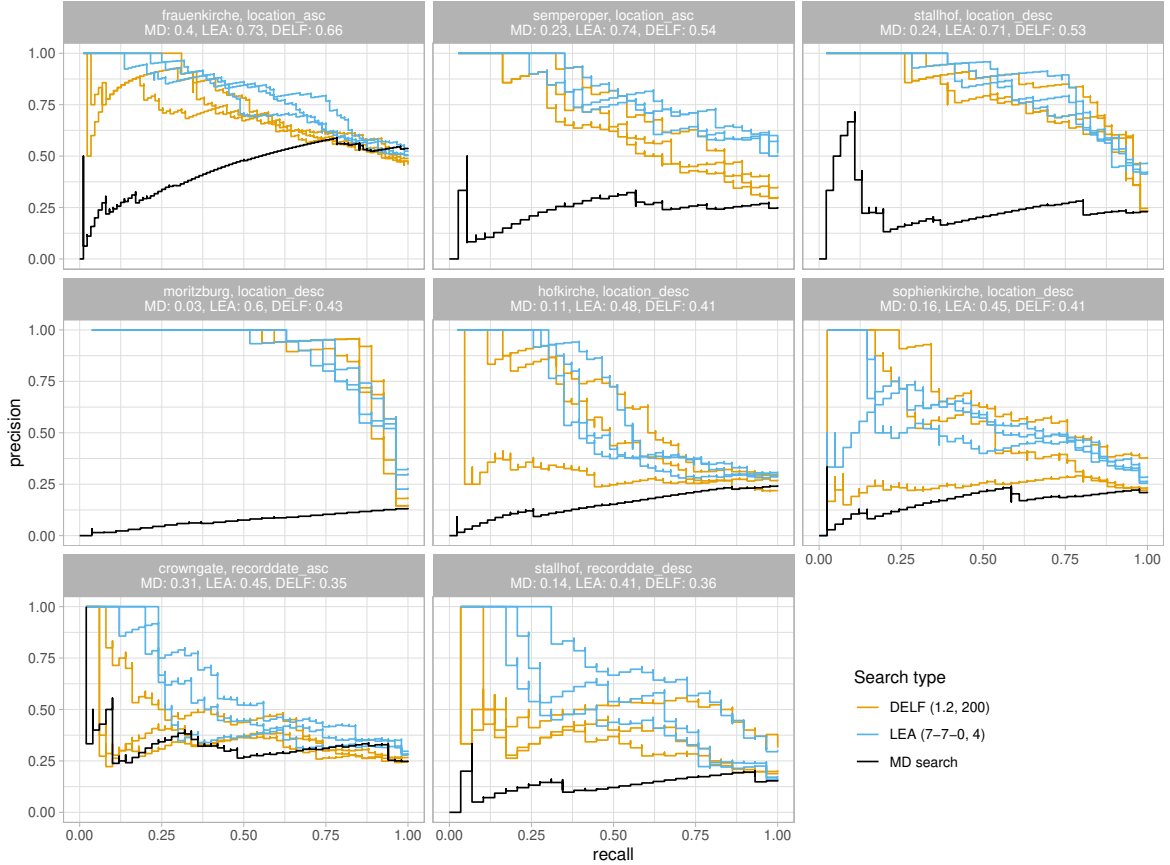 frauenkirche, location_asc
MD: 0.4, LEA: 0.73, DELF: 0.66
semperoper, location_asc
MD: 0.23, LEA: 0.74, DELF: 0.54
stallhof, location_desc
MD: 0.24, LEA: 0.71, DELF: 0.53
1.00
0.75
0.50
0.25
0.00
moritzburg, location_desc
MD: 0.03, LEA: 0.6, DELF: 0.43
hofkirche, location_desc
MD: 0.11, LEA: 0.48, DELF: 0.41
sophienkirche, location_desc
MD: 0.16, LEA: 0.45, DELF: 0.41
1.00
0.75
0.50
0.25
0.00
precision
0.00 0.25 0.50 0.75 1.00
crowngate, recorddate_asc
MD: 0.31, LEA: 0.45, DELF: 0.35
stallhof, recorddate_desc
MD: 0.14, LEA: 0.41, DELF: 0.36
1.00
0.75
0.50
0.25
0.00
0.00 0.25 0.50 0.75 1.00
0.00 0.25 0.50 0.75 1.00
recall
Search type
DELF (1.2, 200)
LEA (7−7−0, 4)
MD search